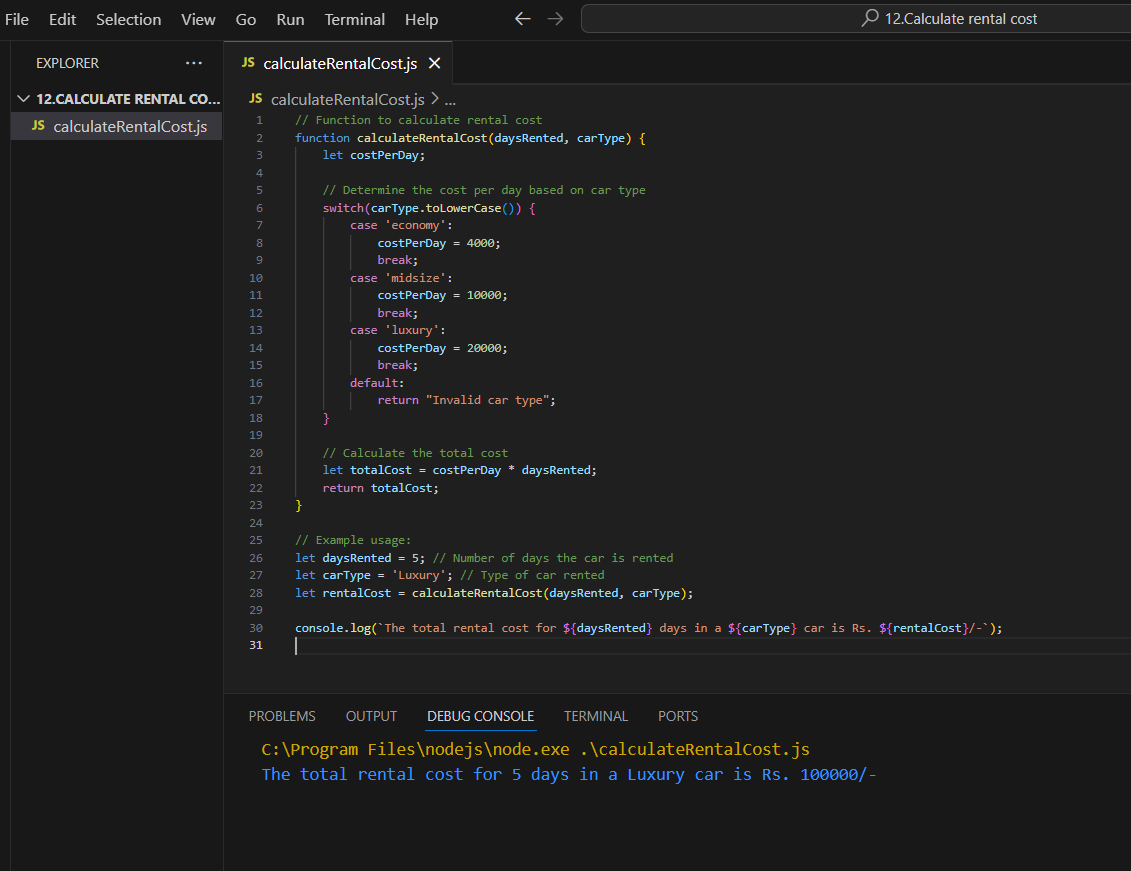 File Edit Selection View Go Run Terminal Help
12.Calculate rental cost
EXPLORER ...
12.CALCULATE RENTAL CO...
JS calculateRentalCost.js
JS calculateRentalCost.js
JS calculateRentalCost.js > ...
1 // Function to calculate rental cost
2 function calculateRentalCost(daysRented, carType) {
3     let costPerDay;
4
5     // Determine the cost per day based on car type
6     switch(carType.toLowerCase()) {
7         case 'economy':
8             costPerDay = 4000;
9             break;
10         case 'midsize':
11             costPerDay = 10000;
12             break;
13         case 'luxury':
14             costPerDay = 20000;
15             break;
16         default:
17             return "Invalid car type";
18     }
19
20     // Calculate the total cost
21     let totalCost = costPerDay * daysRented;
22     return totalCost;
23 }
24
25 // Example usage:
26 let daysRented = 5; // Number of days the car is rented
27 let carType = 'Luxury'; // Type of car rented
28 let rentalCost = calculateRentalCost(daysRented, carType);
29
30 console.log(`The total rental cost for ${daysRented} days in a ${carType} car is Rs. ${rentalCost}/-`);
31
PROBLEMS OUTPUT DEBUG CONSOLE TERMINAL PORTS
C:\Program Files\nodejs\node.exe .\calculateRentalCost.js
The total rental cost for 5 days in a Luxury car is Rs. 100000/-